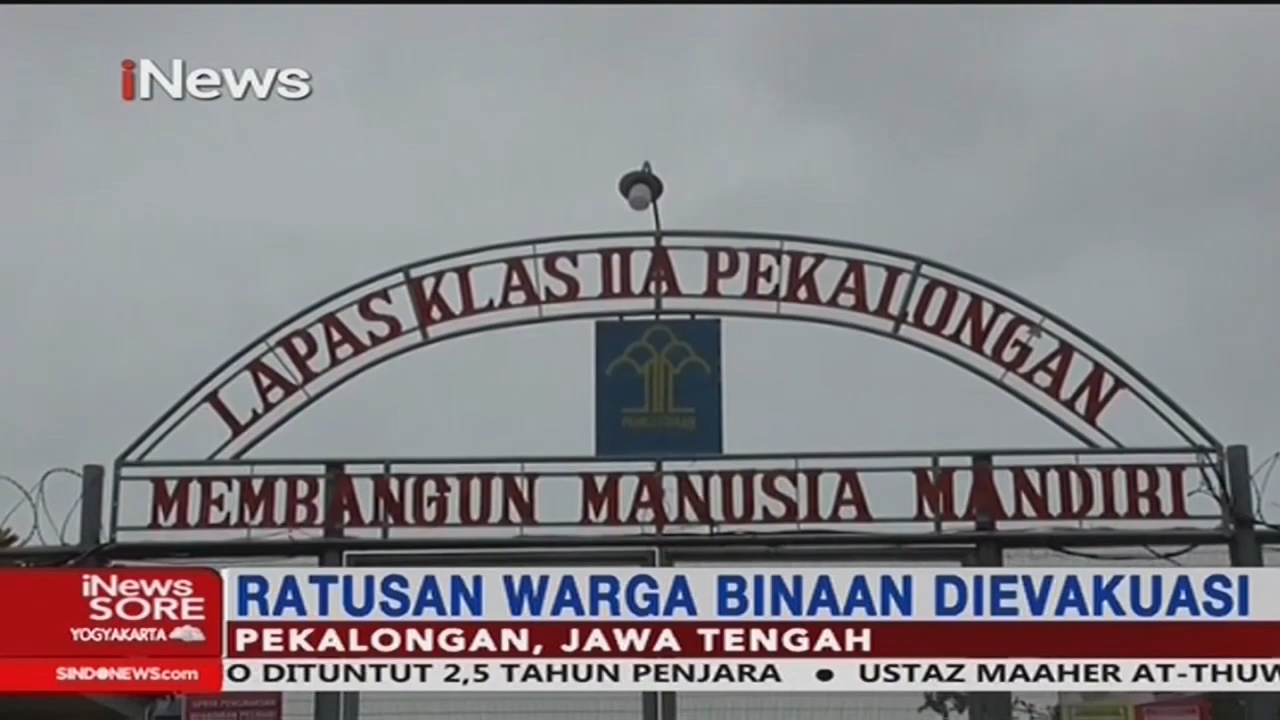 iNews
LAPAS KLAS IIA PEKALONGAN
PENGAYOMAN
MEMBANGUN MANUSIA MANDIRI
iNews
SORE
YOGYAKARTA
RATUSAN WARGA BINAAN DIEVAKUASI
PEKALONGAN, JAWA TENGAH
SINDONEWS.com
O DITUNTUT 2,5 TAHUN PENJARA • USTAZ MAAHER AT-THUW